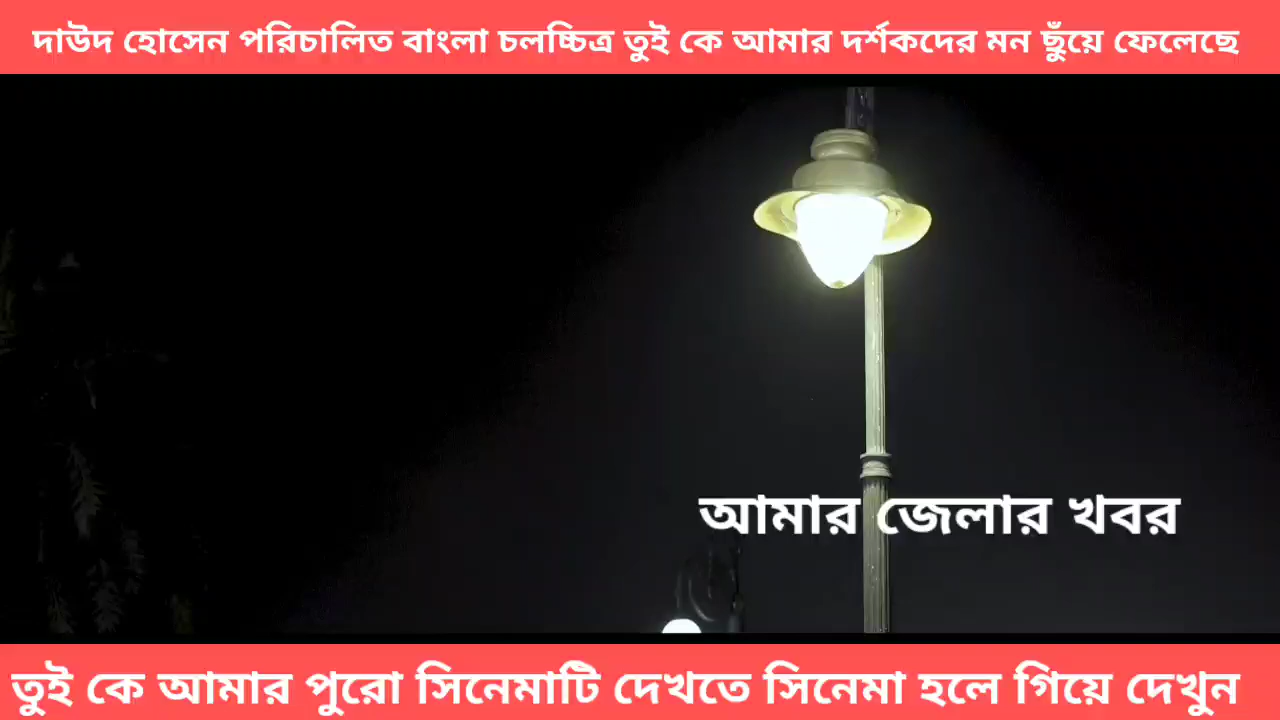 দাউদ হোসেন পরিচালিত বাংলা চলচ্চিত্র তুই কে আমার দর্শকদের মন ছুঁয়ে ফেলেছে
আমার জেলার খবর
তুই কে আমার পুরো সিনেমাটি দেখতে সিনেমা হলে গিয়ে দেখুন